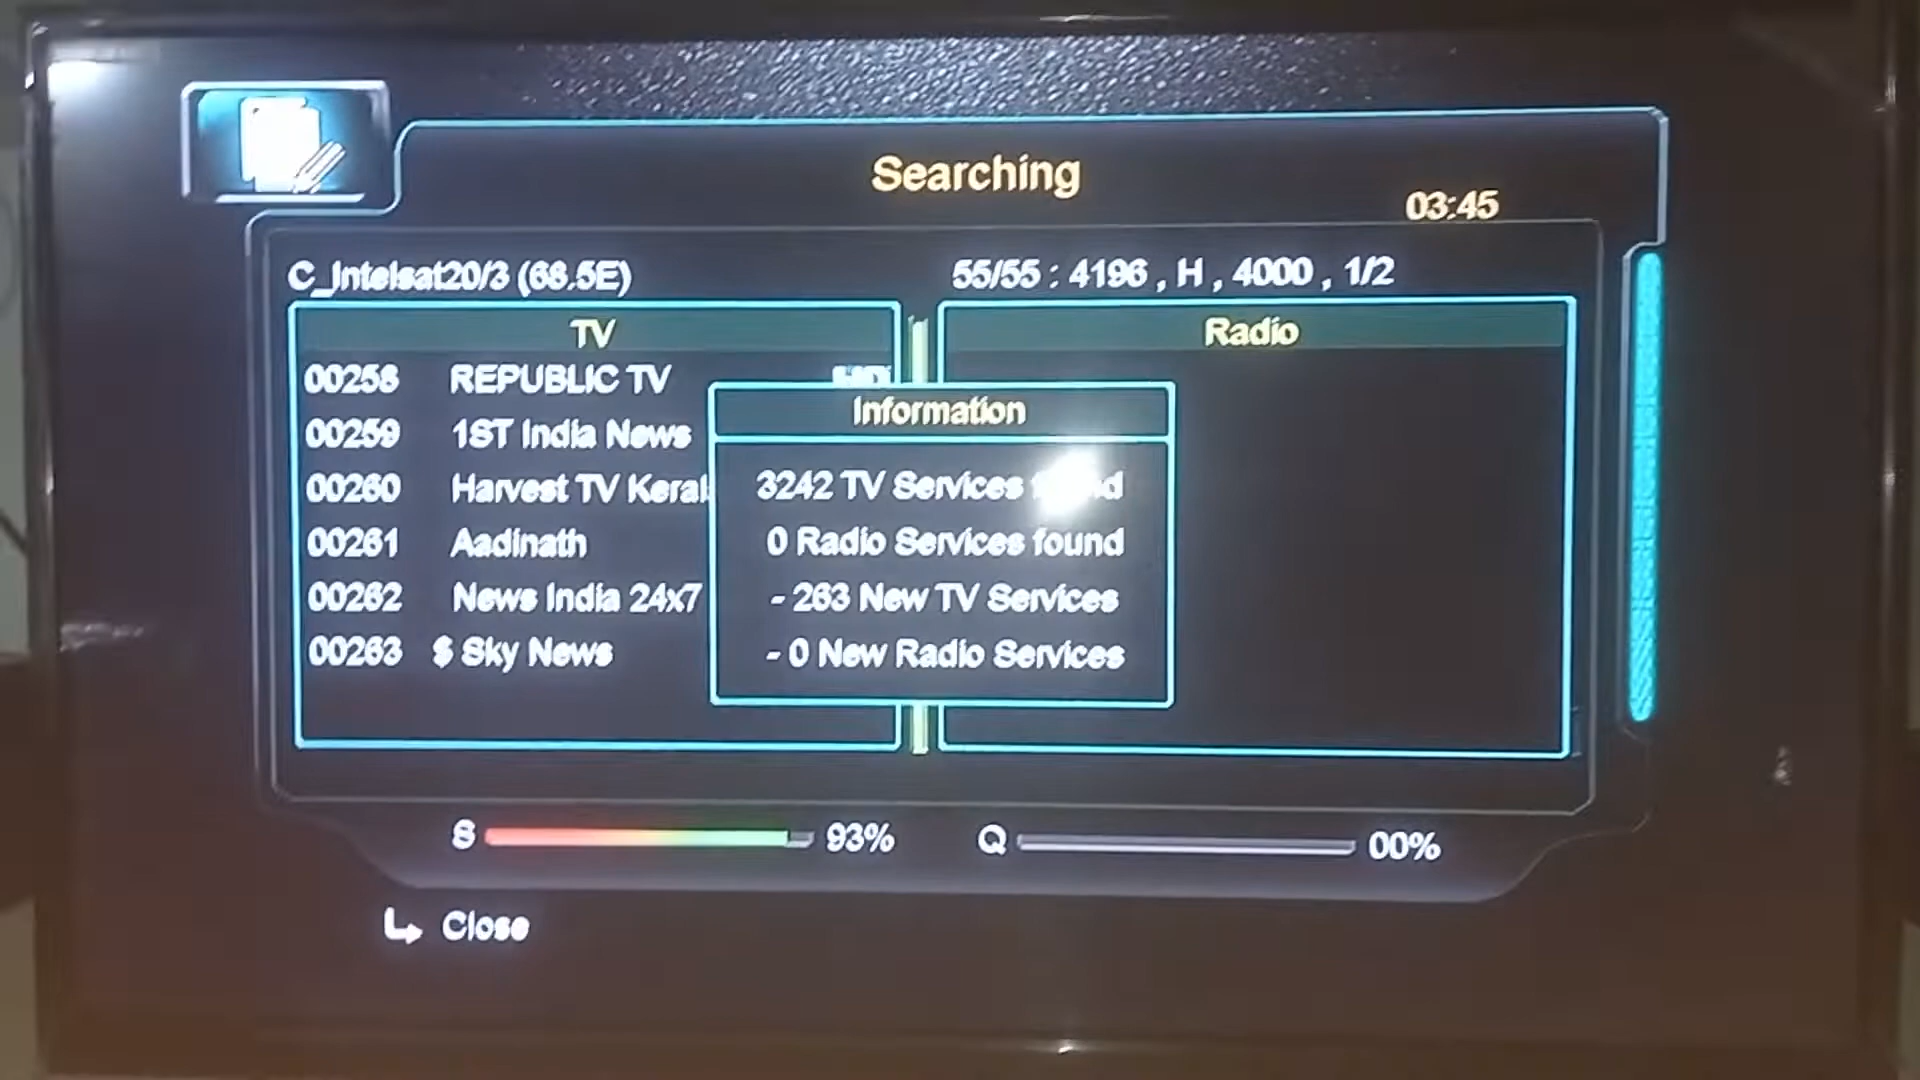 Searching
03:45
C_Intelsat20/3 (68.5E)
55/55 : 4196 , H , 4000 , 1/2
TV
Radio
00258 REPUBLIC TV
00259 1ST India News
00260 Harvest TV Keral
00261 Aadinath
00262 News India 24x7
00263 $ Sky News
Information
3242 TV Services found
0 Radio Services found
- 263 New TV Services
- 0 New Radio Services
S 93%
Q 00%
Close